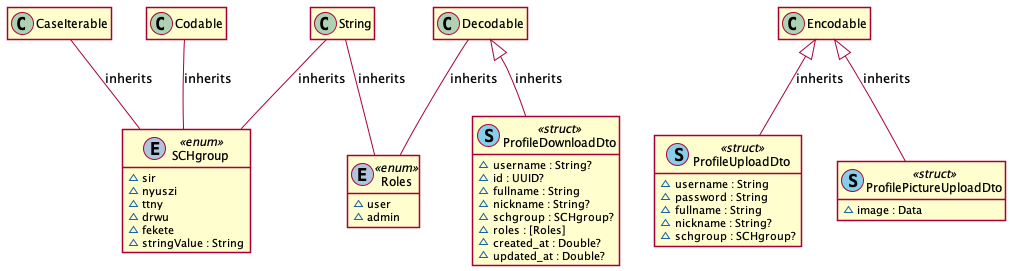 C CaseIterable
C Codable
C String
C Decodable
C Encodable
inherits
inherits
inherits
inherits
inherits
inherits
inherits
inherits
E «enum»
SCHgroup
sir
nyuszi
ttny
drwu
fekete
stringValue : String
E «enum»
Roles
user
admin
S «struct»
ProfileDownloadDto
username : String?
id : UUID?
fullname : String
nickname : String?
schgroup : SCHgroup?
roles : [Roles]
created_at : Double?
updated_at : Double?
S «struct»
ProfileUploadDto
username : String
password : String
fullname : String
nickname : String?
schgroup : SCHgroup?
S «struct»
ProfilePictureUploadDto
image : Data